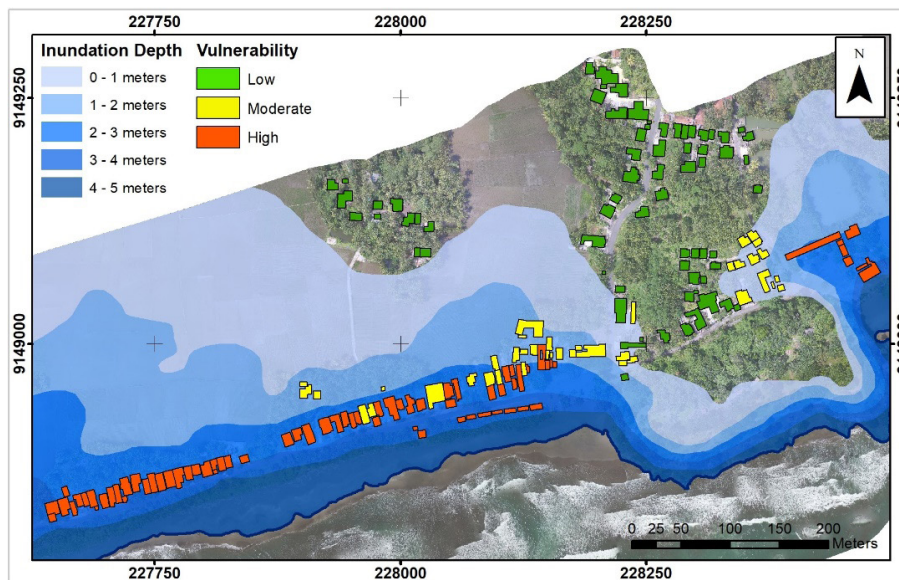 227750 228000 228250
Inundation Depth
0 - 1 meters
1 - 2 meters
2 - 3 meters
3 - 4 meters
4 - 5 meters
Vulnerability
Low
Moderate
High
N
9149250
9149000
0 25 50 100 150 200
Meters
227750 228000 228250